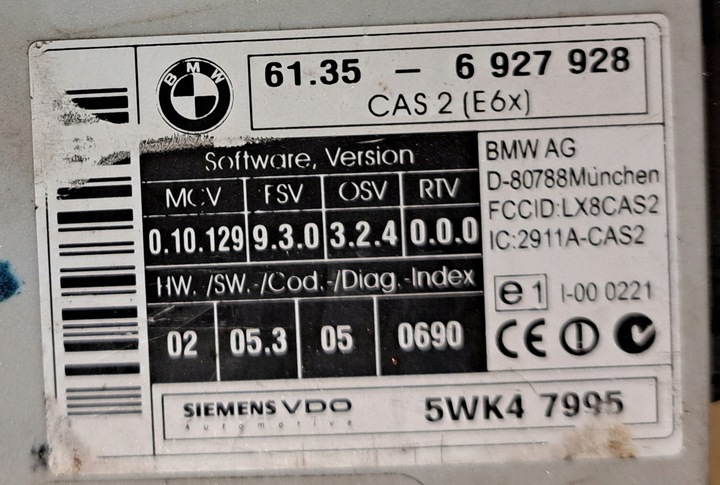 BMW
61.35 – 6 927 928
CAS 2 (E6x)
Software, Version
MCV FSV OSV RTV
0.10.129 9.3.0 3.2.4 0.0.0
HW. /SW.-/Cod.-/Diag.-Index
02 05.3 05 0690
BMW AG
D-80788München
FCCID:LX8CAS2
IC:2911A-CAS2
e1 I-00 0221
CE
SIEMENS VDO
Automotive
5WK4 7995